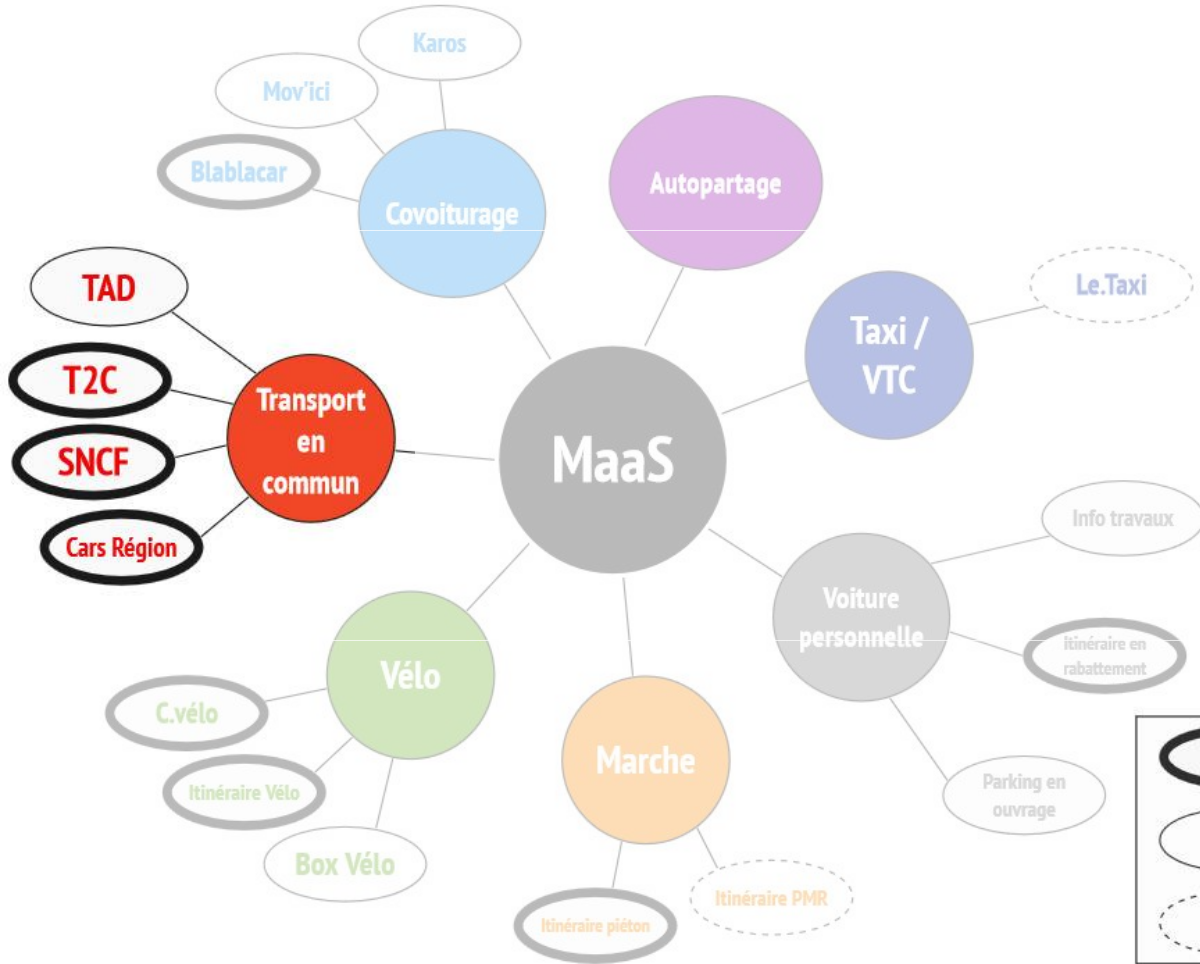 Karos
Mov'ici
Blablacar
Covoiturage
Autopartage
Le.Taxi
Taxi /
VTC
TAD
T2C
SNCF
Cars Région
Transport
en
commun
MaaS
Info travaux
Voiture
personnelle
itinéraire en
rabattement
Parking en
ouvrage
Vélo
C.vélo
Itinéraire Vélo
Box Vélo
Marche
Itinéraire piéton
Itinéraire PMR